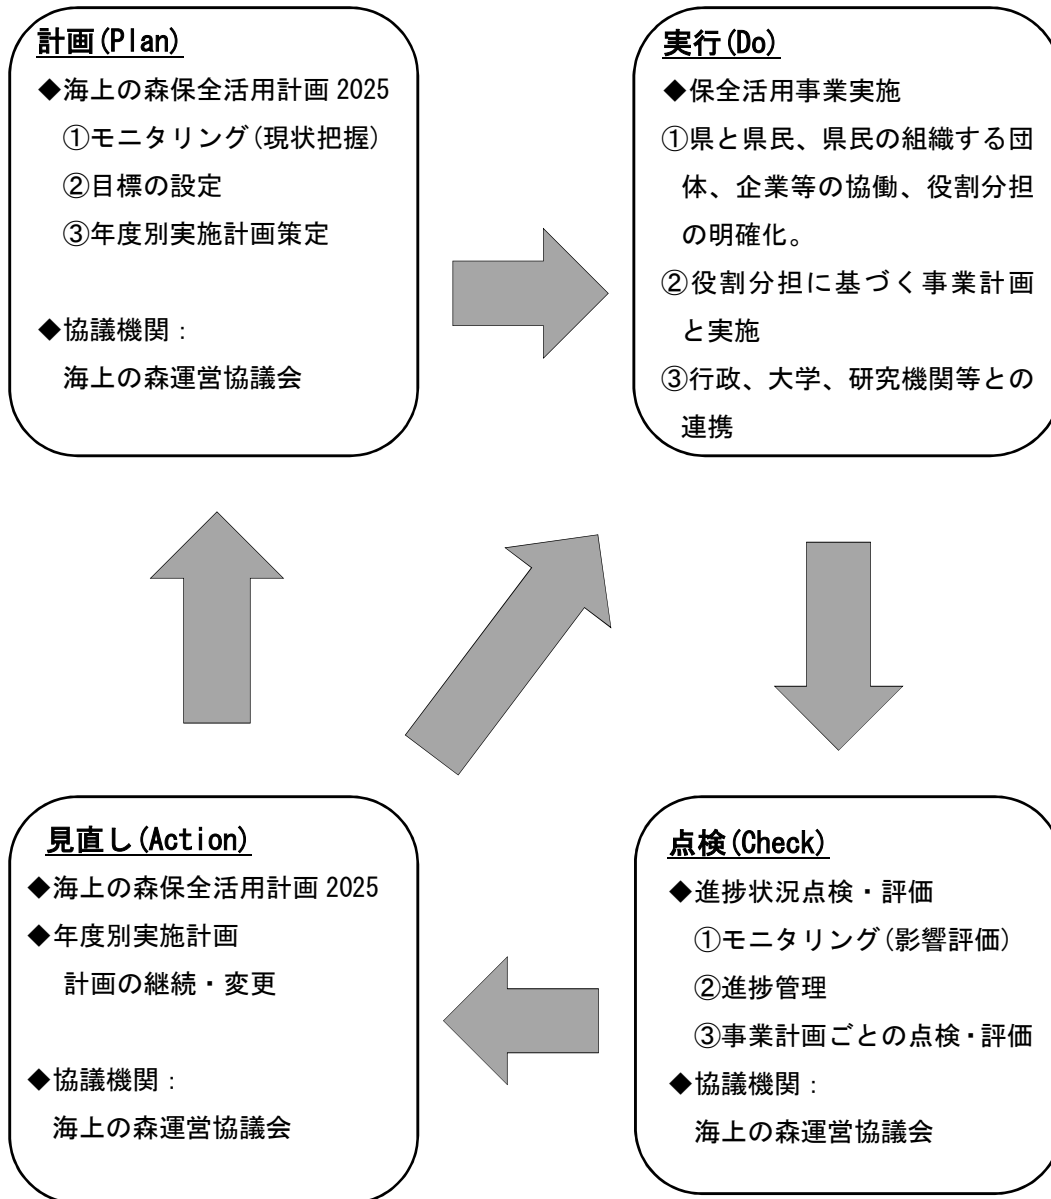 計画(Plan)
◆海上の森保全活用計画 2025
①モニタリング(現状把握)
②目標の設定
③年度別実施計画策定
◆協議機関：
海上の森運営協議会
実行(Do)
◆保全活用事業実施
①県と県民、県民の組織する団
体、企業等の協働、役割分担
の明確化。
②役割分担に基づく事業計画
と実施
③行政、大学、研究機関等との
連携
見直し(Action)
◆海上の森保全活用計画 2025
◆年度別実施計画
計画の継続・変更
◆協議機関：
海上の森運営協議会
点検(Check)
◆進捗状況点検・評価
①モニタリング(影響評価)
②進捗管理
③事業計画ごとの点検・評価
◆協議機関：
海上の森運営協議会